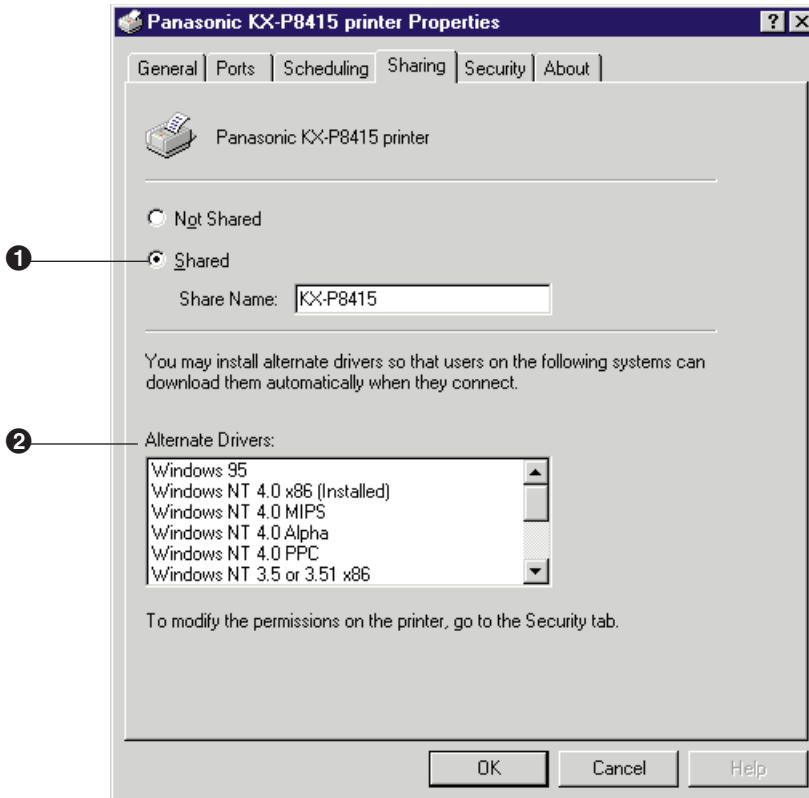 Panasonic KX-P8415 printer Properties
General Ports Scheduling Sharing Security About
Panasonic KX-P8415 printer
Not Shared
❶ Shared
Share Name: KX-P8415
You may install alternate drivers so that users on the following systems can
download them automatically when they connect.
❷ Alternate Drivers:
Windows 95
Windows NT 4.0 x86 (Installed)
Windows NT 4.0 MIPS
Windows NT 4.0 Alpha
Windows NT 4.0 PPC
Windows NT 3.5 or 3.51 x86
To modify the permissions on the printer, go to the Security tab.
OK Cancel Help